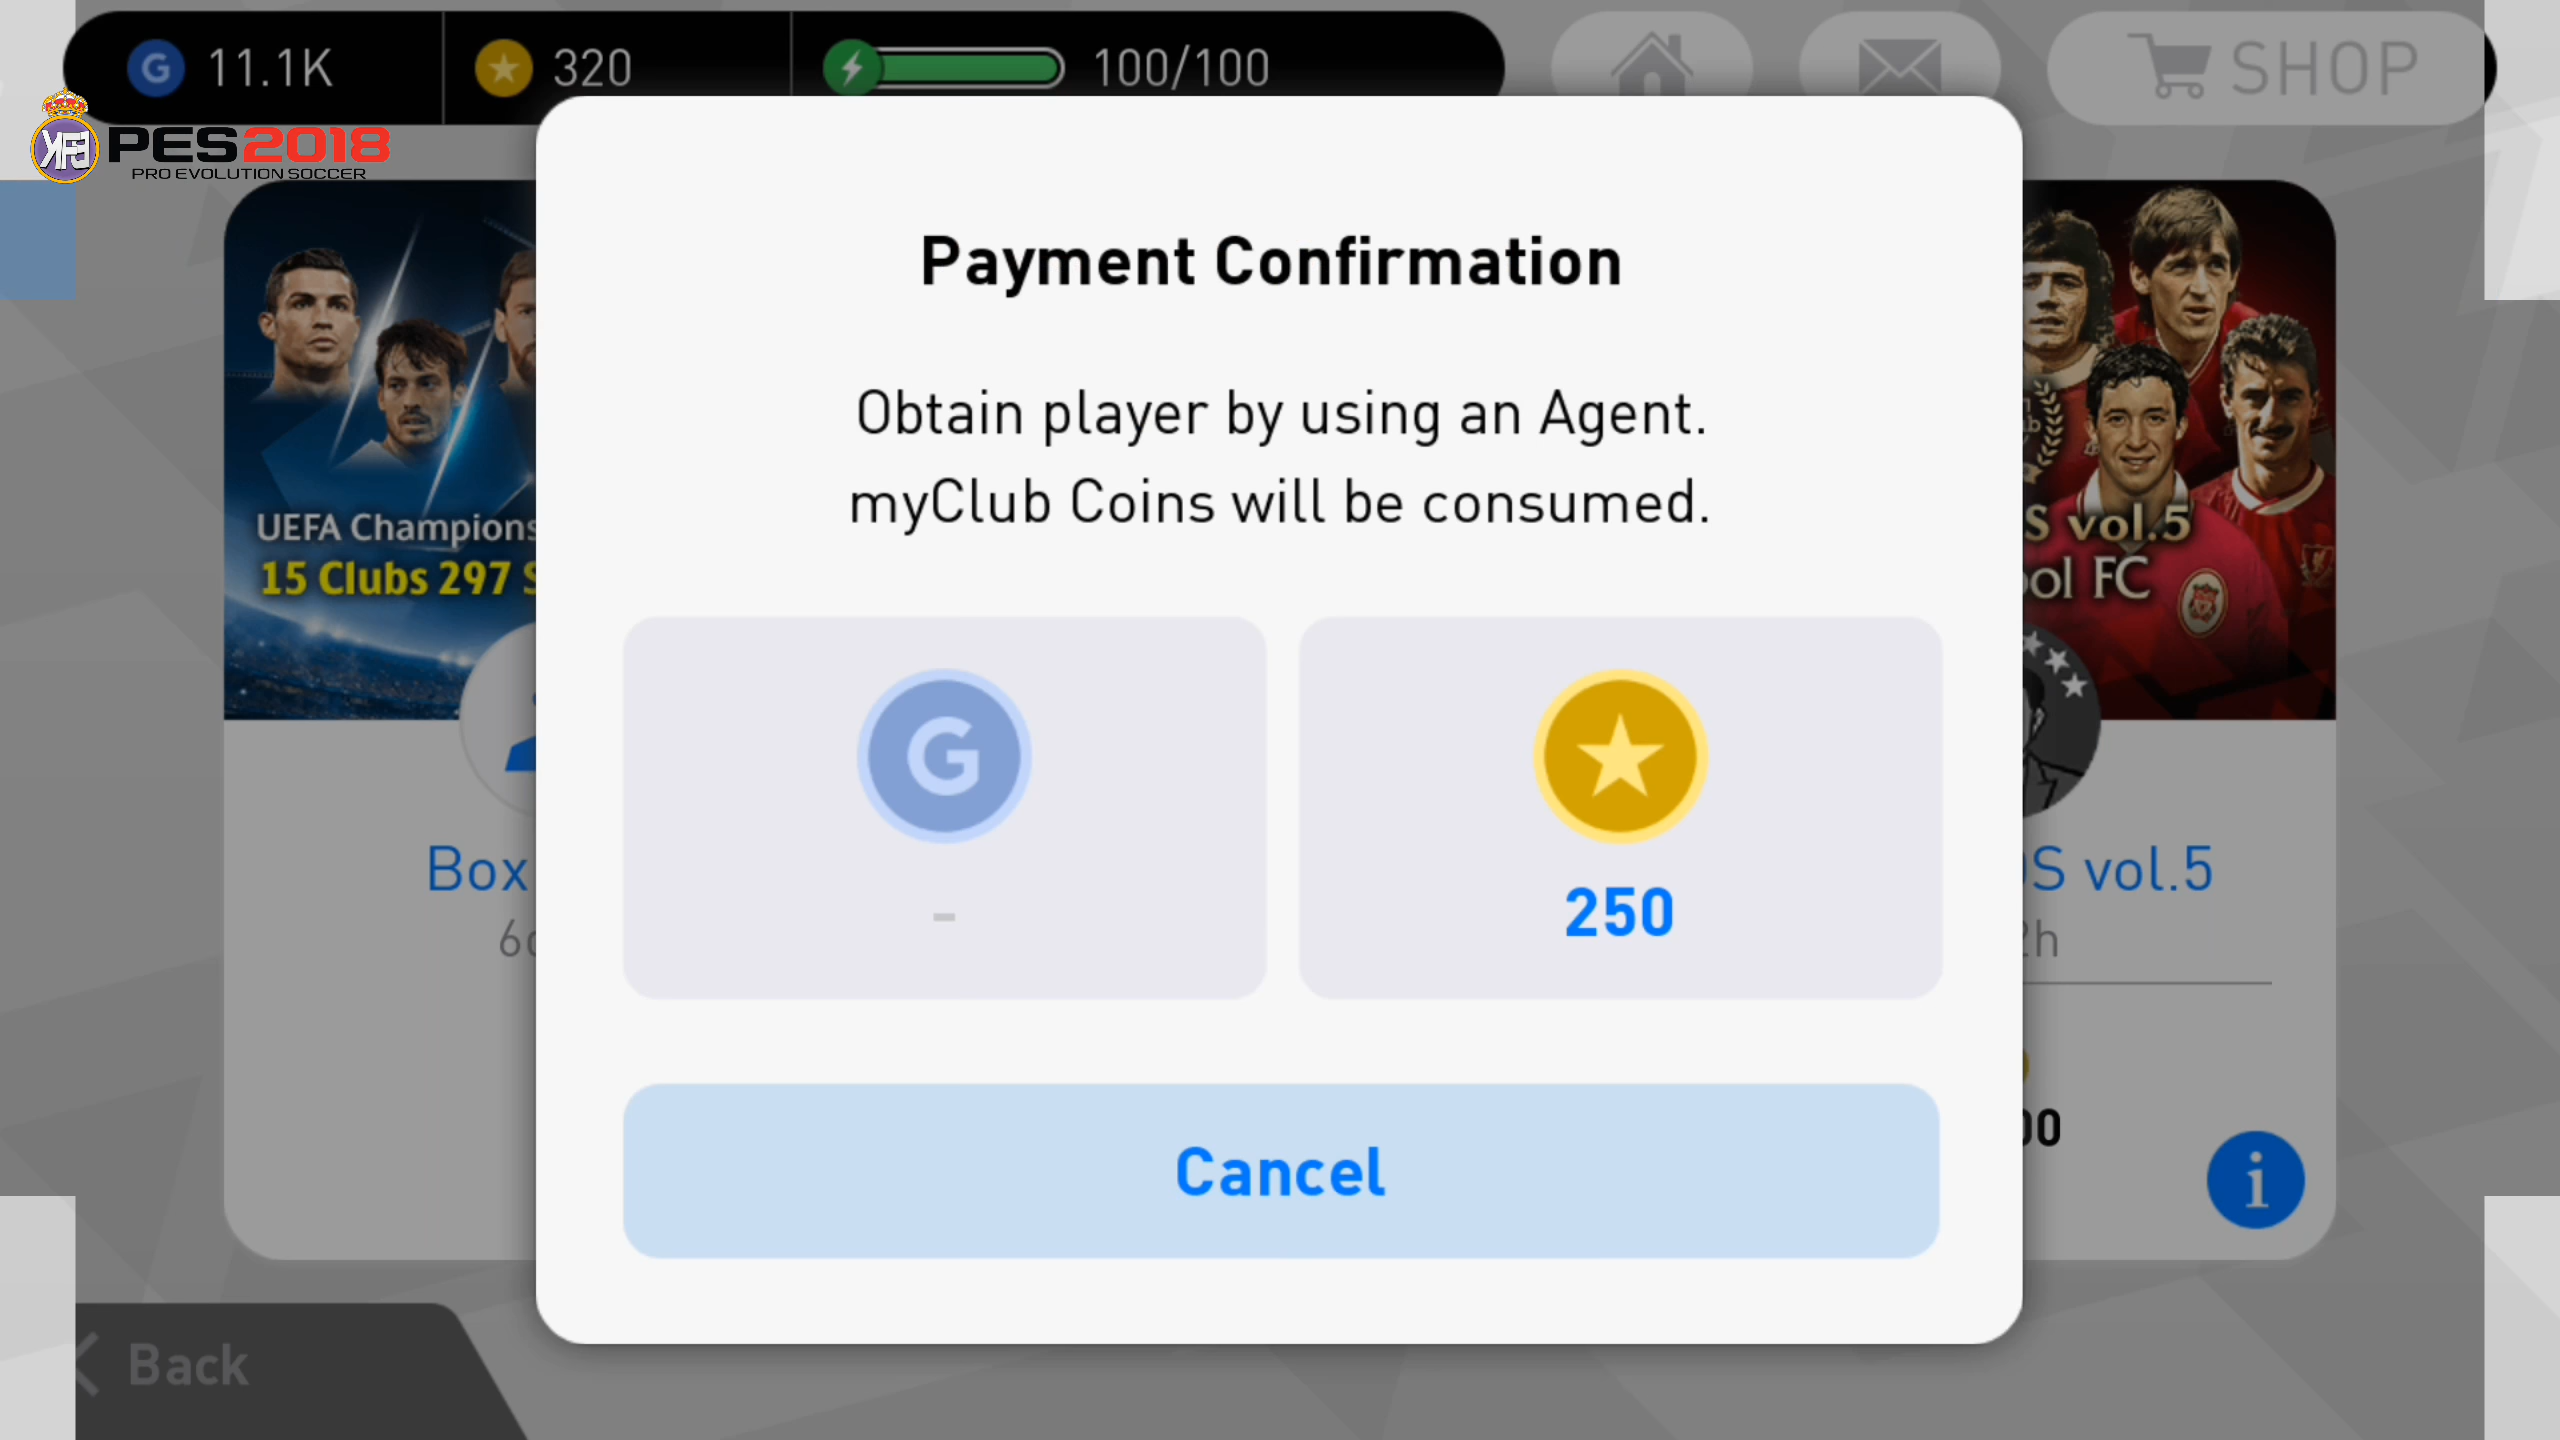 G 11.1K
320
100/100
SHOP
PES2018
PRO EVOLUTION SOCCER
Payment Confirmation
Obtain player by using an Agent.
myClub Coins will be consumed.
UEFA Champions
15 Clubs 297
S vol.5
ol FC
G
-
250
Box
S vol.5
Cancel
i
Back